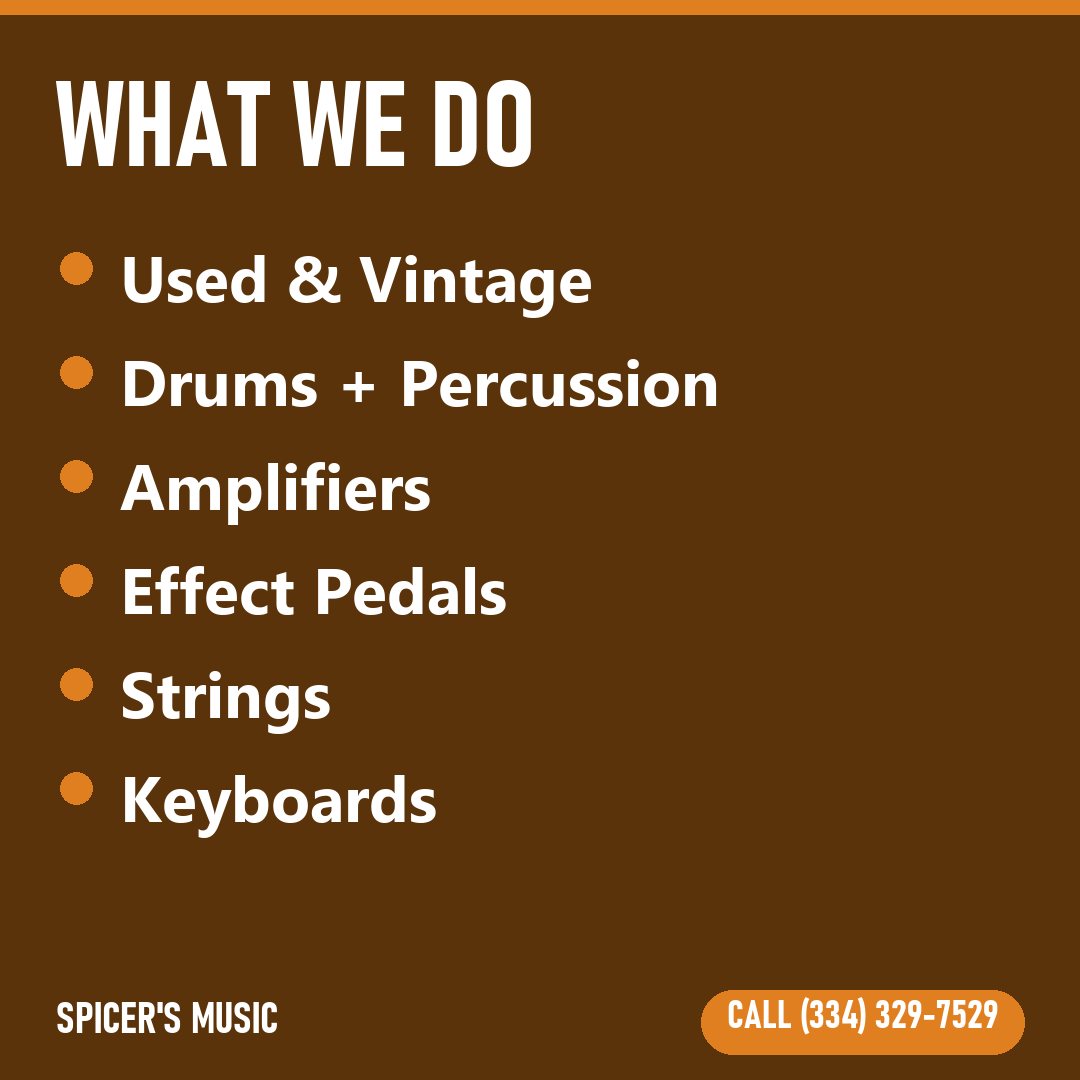 WHAT WE DO
Used & Vintage
Drums + Percussion
Amplifiers
Effect Pedals
Strings
Keyboards
SPICER'S MUSIC
CALL (334) 329-7529